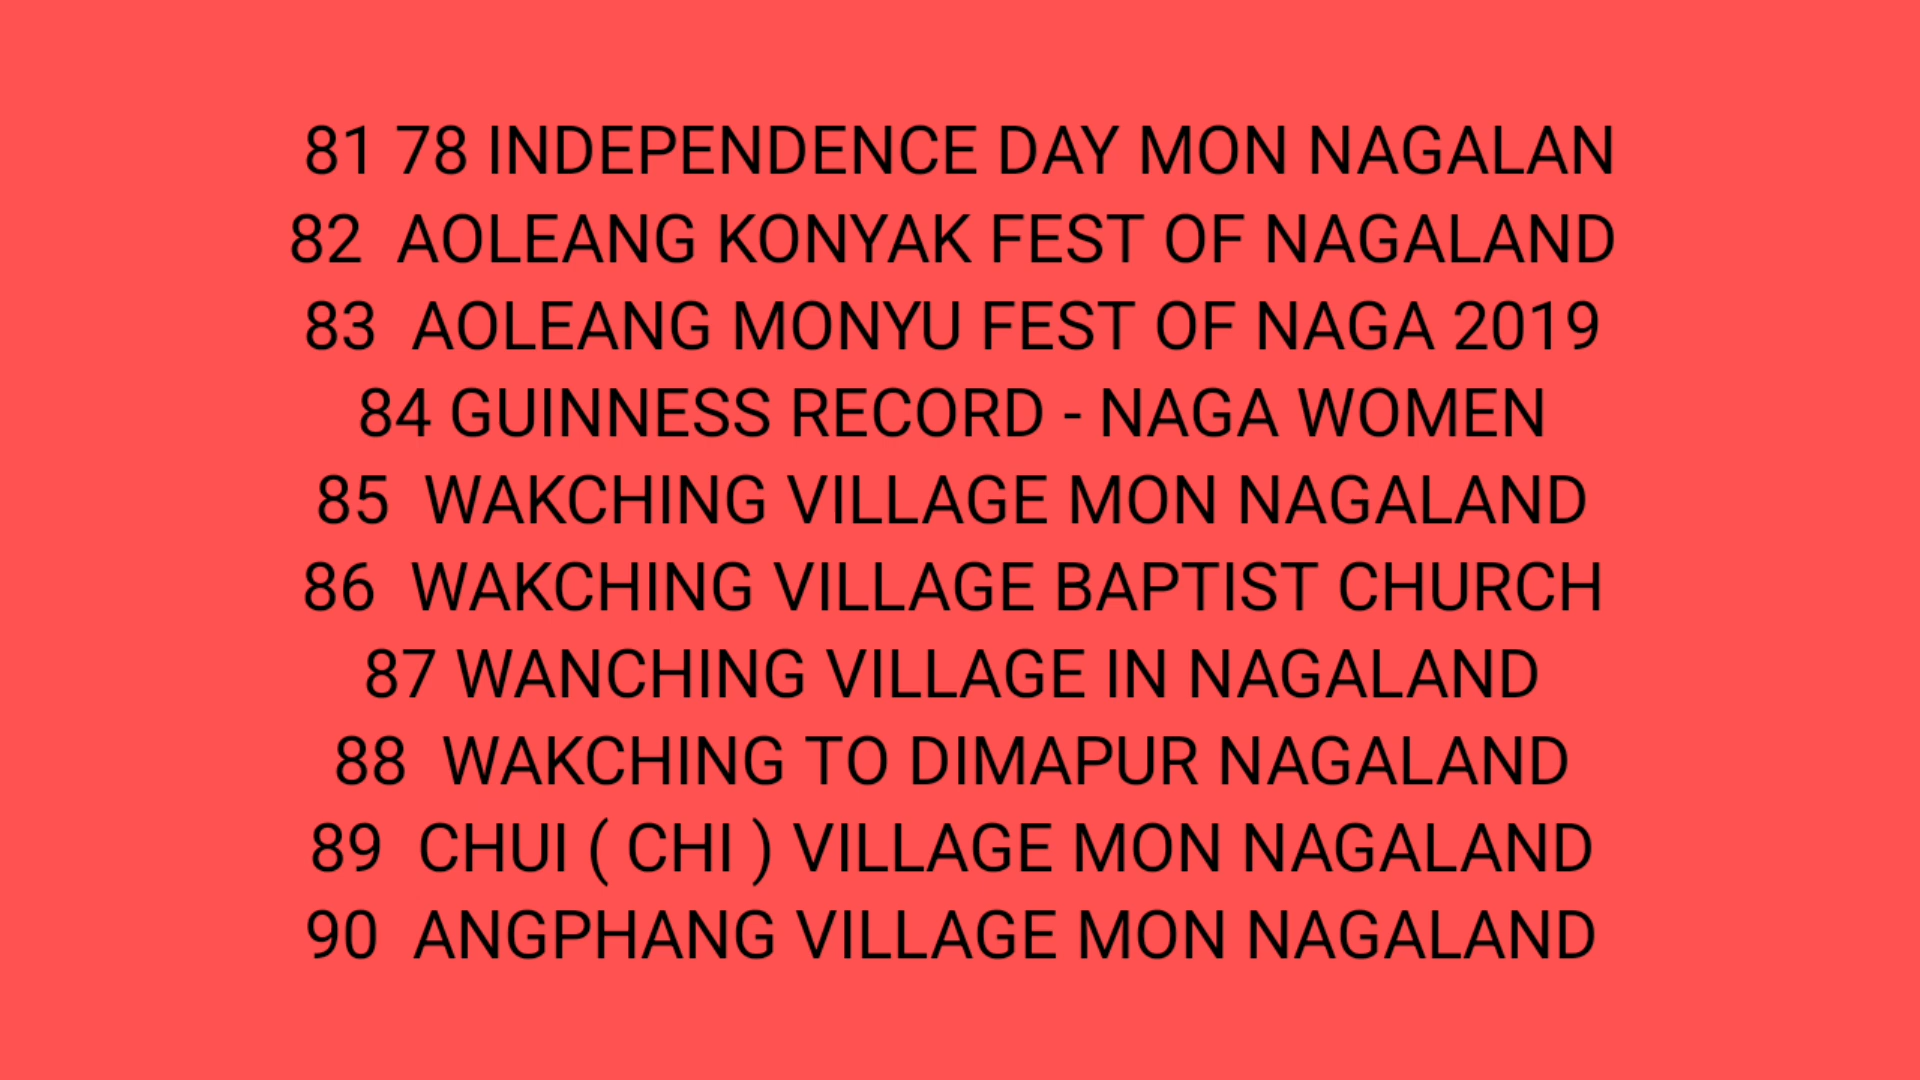 81 78 INDEPENDENCE DAY MON NAGALAN
82 AOLEANG KONYAK FEST OF NAGALAND
83 AOLEANG MONYU FEST OF NAGA 2019
84 GUINNESS RECORD - NAGA WOMEN
85 WAKCHING VILLAGE MON NAGALAND
86 WAKCHING VILLAGE BAPTIST CHURCH
87 WANCHING VILLAGE IN NAGALAND
88 WAKCHING TO DIMAPUR NAGALAND
89 CHUI ( CHI ) VILLAGE MON NAGALAND
90 ANGPHANG VILLAGE MON NAGALAND